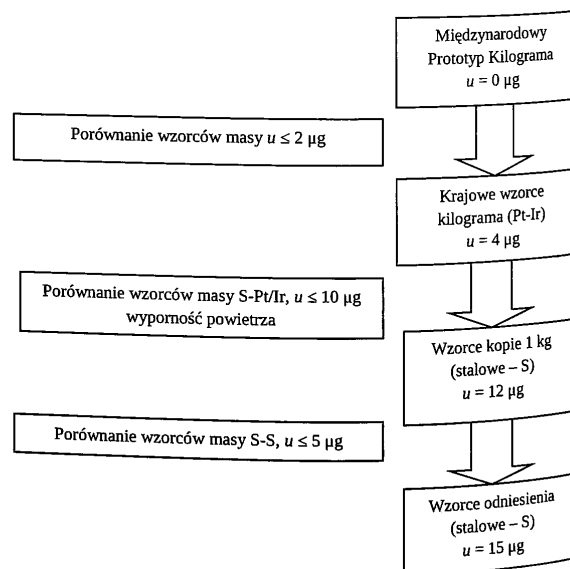 Międzynarodowy
Prototyp Kilograma
u = 0 μg
Porównanie wzorców masy u ≤ 2 μg
Krajowe wzorce
kilograma (Pt-Ir)
u = 4 μg
Porównanie wzorców masy S-Pt/Ir, u ≤ 10 μg
wyporność powietrza
Wzorce kopie 1 kg
(stalowe – S)
u = 12 μg
Porównanie wzorców masy S-S, u ≤ 5 μg
Wzorce odniesienia
(stalowe – S)
u = 15 μg